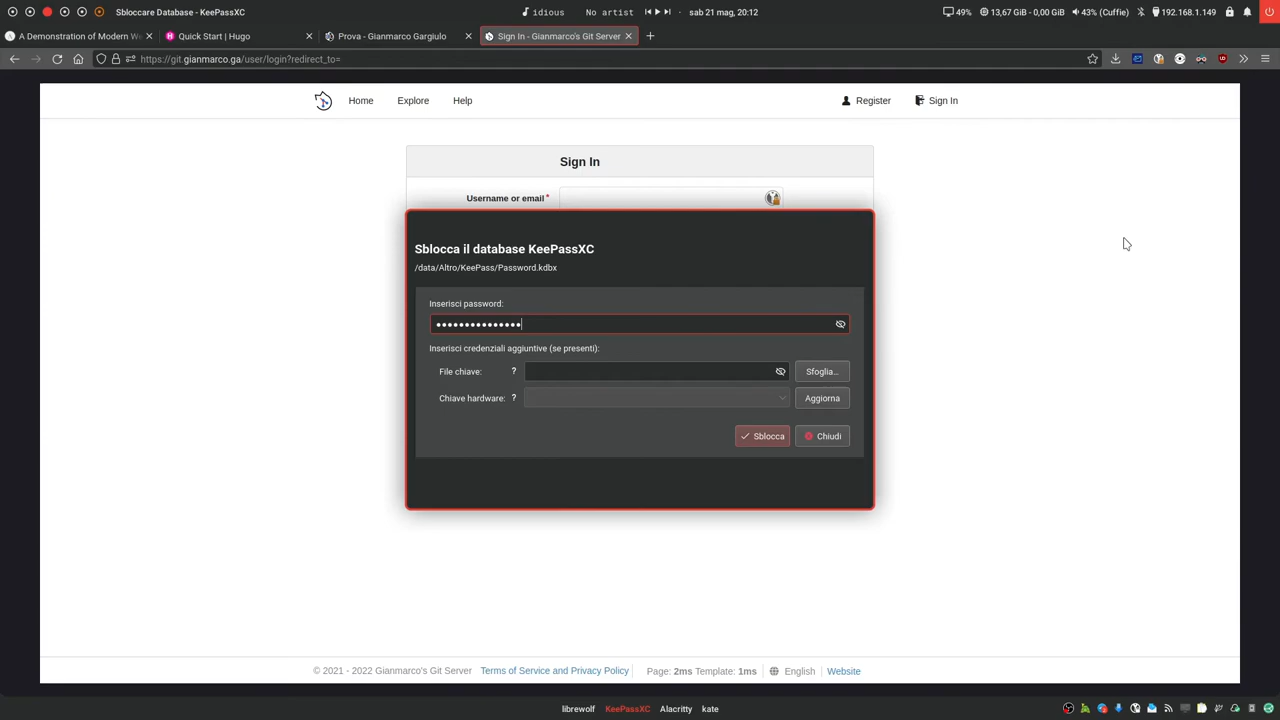 Sbloccare Database - KeePassXC
idious
No artist
sab 21 mag, 20:12
49%
13,67 GiB - 0,00 GiB
43% (Cuffie)
192.168.1.149
A Demonstration of Modern We
Quick Start | Hugo
Prova - Gianmarco Gargiulo
Sign In - Gianmarco's Git Server
https://git.gianmarco.ga/user/login?redirect_to=
Home
Explore
Help
Register
Sign In
Sign In
Username or email *
Sblocca il database KeePassXC
/data/Altro/KeePass/Password.kdbx
Inserisci password:
●●●●●●●●●●●●●●●
Inserisci credenziali aggiuntive (se presenti):
File chiave: ?
Sfoglia...
Chiave hardware: ?
Aggiorna
Sblocca
Chiudi
© 2021 - 2022 Gianmarco's Git Server
Terms of Service and Privacy Policy
Page: 2ms Template: 1ms
English
Website
librewolf
KeePassXC
Alacritty
kate